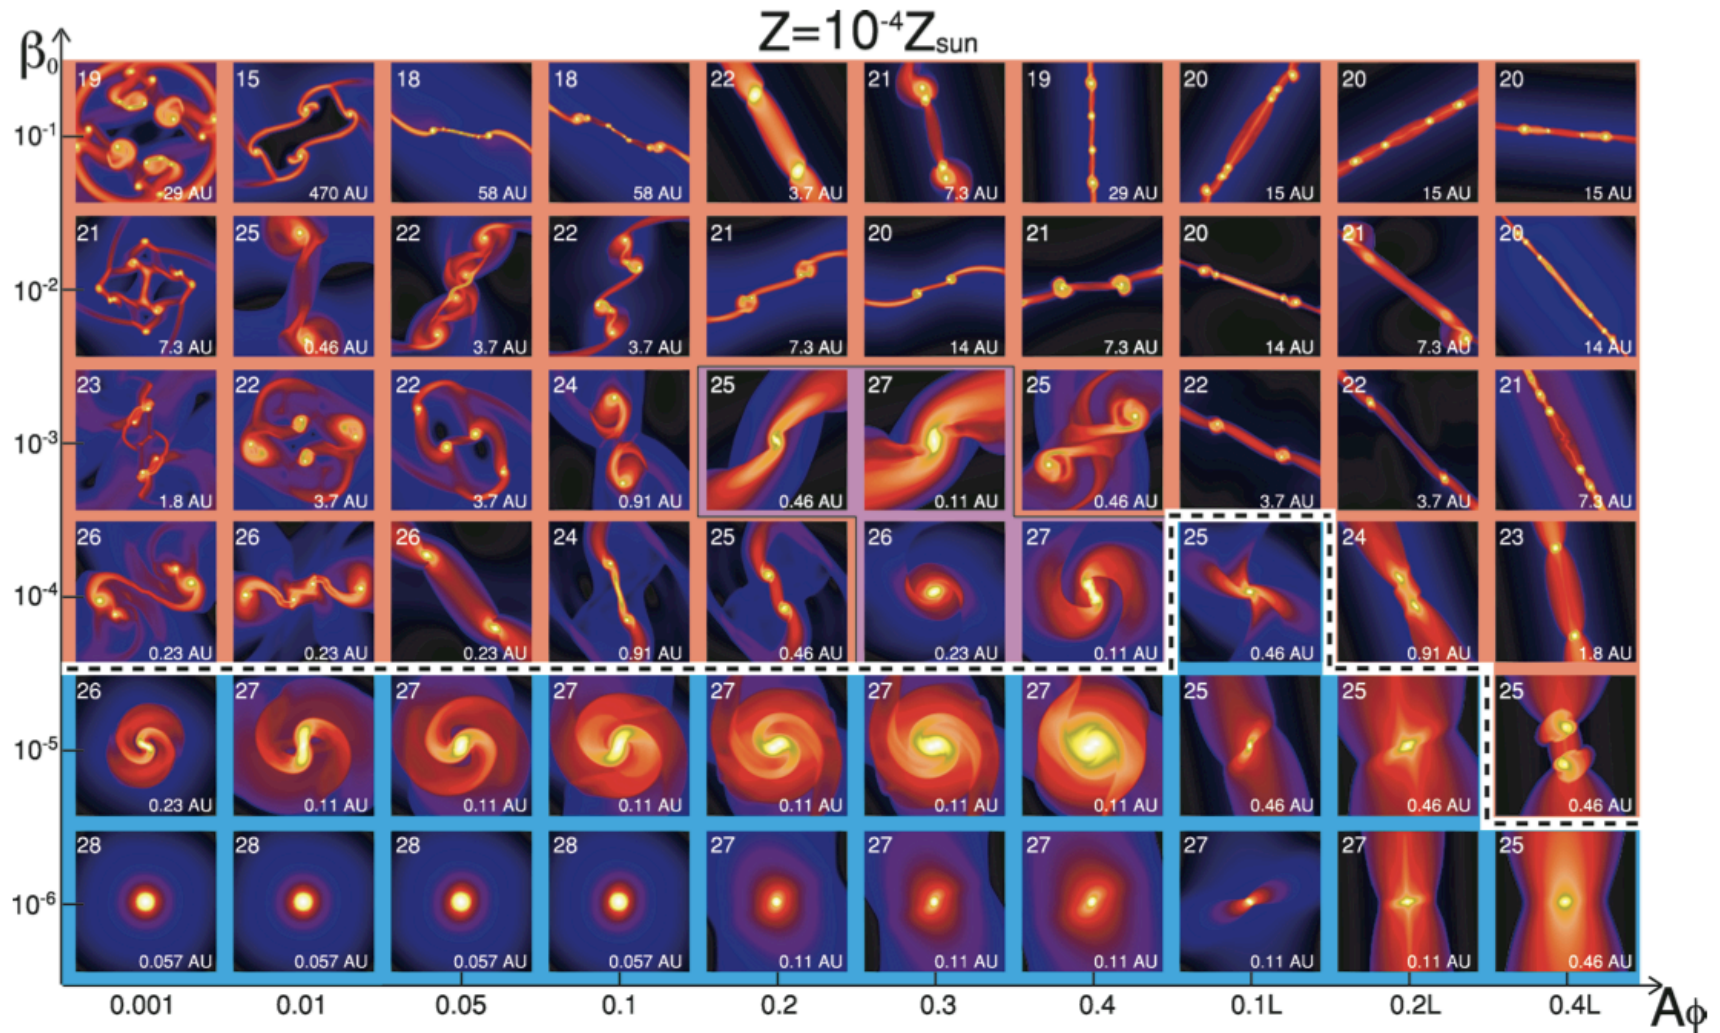 Z=10⁻⁴Zsun
β₀
19 15 18 18 22 21 19 20 20 20
10⁻¹
29 AU 470 AU 58 AU 58 AU 3.7 AU 7.3 AU 29 AU 15 AU 15 AU 15 AU
21 25 22 22 21 20 21 20 21 20
10⁻²
7.3 AU 0.46 AU 3.7 AU 3.7 AU 7.3 AU 14 AU 7.3 AU 14 AU 7.3 AU 14 AU
23 22 22 24 25 27 25 22 22 21
10⁻³
1.8 AU 3.7 AU 3.7 AU 0.91 AU 0.46 AU 0.11 AU 0.46 AU 3.7 AU 3.7 AU 7.3 AU
26 26 26 24 25 26 27 25 24 23
10⁻⁴
0.23 AU 0.23 AU 0.23 AU 0.91 AU 0.46 AU 0.23 AU 0.11 AU 0.46 AU 0.91 AU 1.8 AU
26 27 27 27 27 27 27 25 25 25
10⁻⁵
0.23 AU 0.11 AU 0.11 AU 0.11 AU 0.11 AU 0.11 AU 0.11 AU 0.46 AU 0.46 AU 0.46 AU
28 28 28 28 27 27 27 27 27 25
10⁻⁶
0.057 AU 0.057 AU 0.057 AU 0.057 AU 0.11 AU 0.11 AU 0.11 AU 0.11 AU 0.11 AU 0.46 AU
0.001 0.01 0.05 0.1 0.2 0.3 0.4 0.1L 0.2L 0.4L
Aϕ